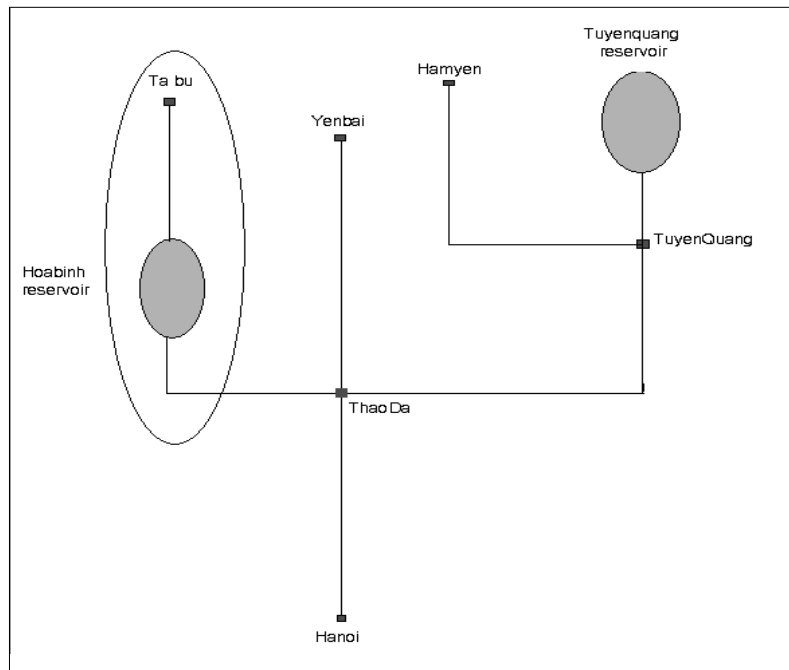 Tuyenquang
reservoir
Hamyen
Ta bu
Yenbai
TuyenQuang
Hoabinh
reservoir
ThaoDa
Hanoi